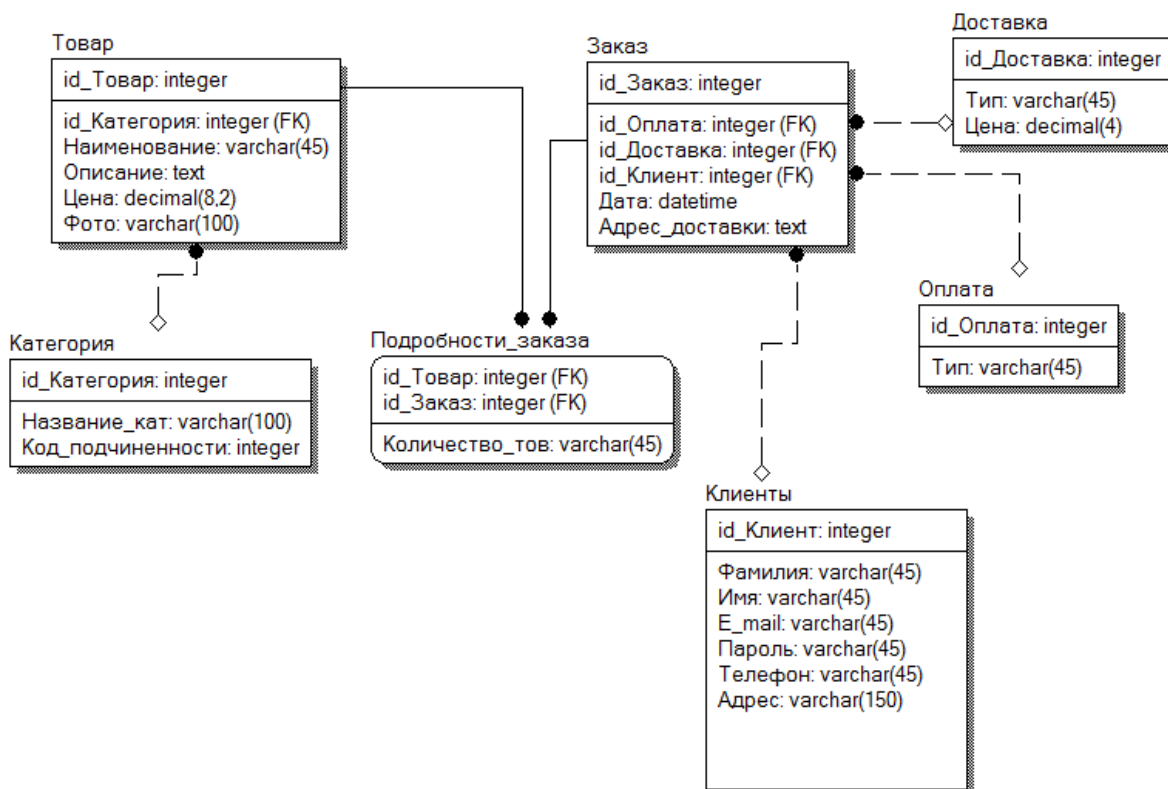 Товар
id_Товар: integer
id_Категория: integer (FK)
Наименование: varchar(45)
Описание: text
Цена: decimal(8,2)
Фото: varchar(100)
Заказ
id_Заказ: integer
id_Оплата: integer (FK)
id_Доставка: integer (FK)
id_Клиент: integer (FK)
Дата: datetime
Адрес_доставки: text
Доставка
id_Доставка: integer
Тип: varchar(45)
Цена: decimal(4)
Оплата
id_Оплата: integer
Тип: varchar(45)
Категория
id_Категория: integer
Название_кат: varchar(100)
Код_подчиненности: integer
Подробности_заказа
id_Товар: integer (FK)
id_Заказ: integer (FK)
Количество_тов: varchar(45)
Клиенты
id_Клиент: integer
Фамилия: varchar(45)
Имя: varchar(45)
E_mail: varchar(45)
Пароль: varchar(45)
Телефон: varchar(45)
Адрес: varchar(150)